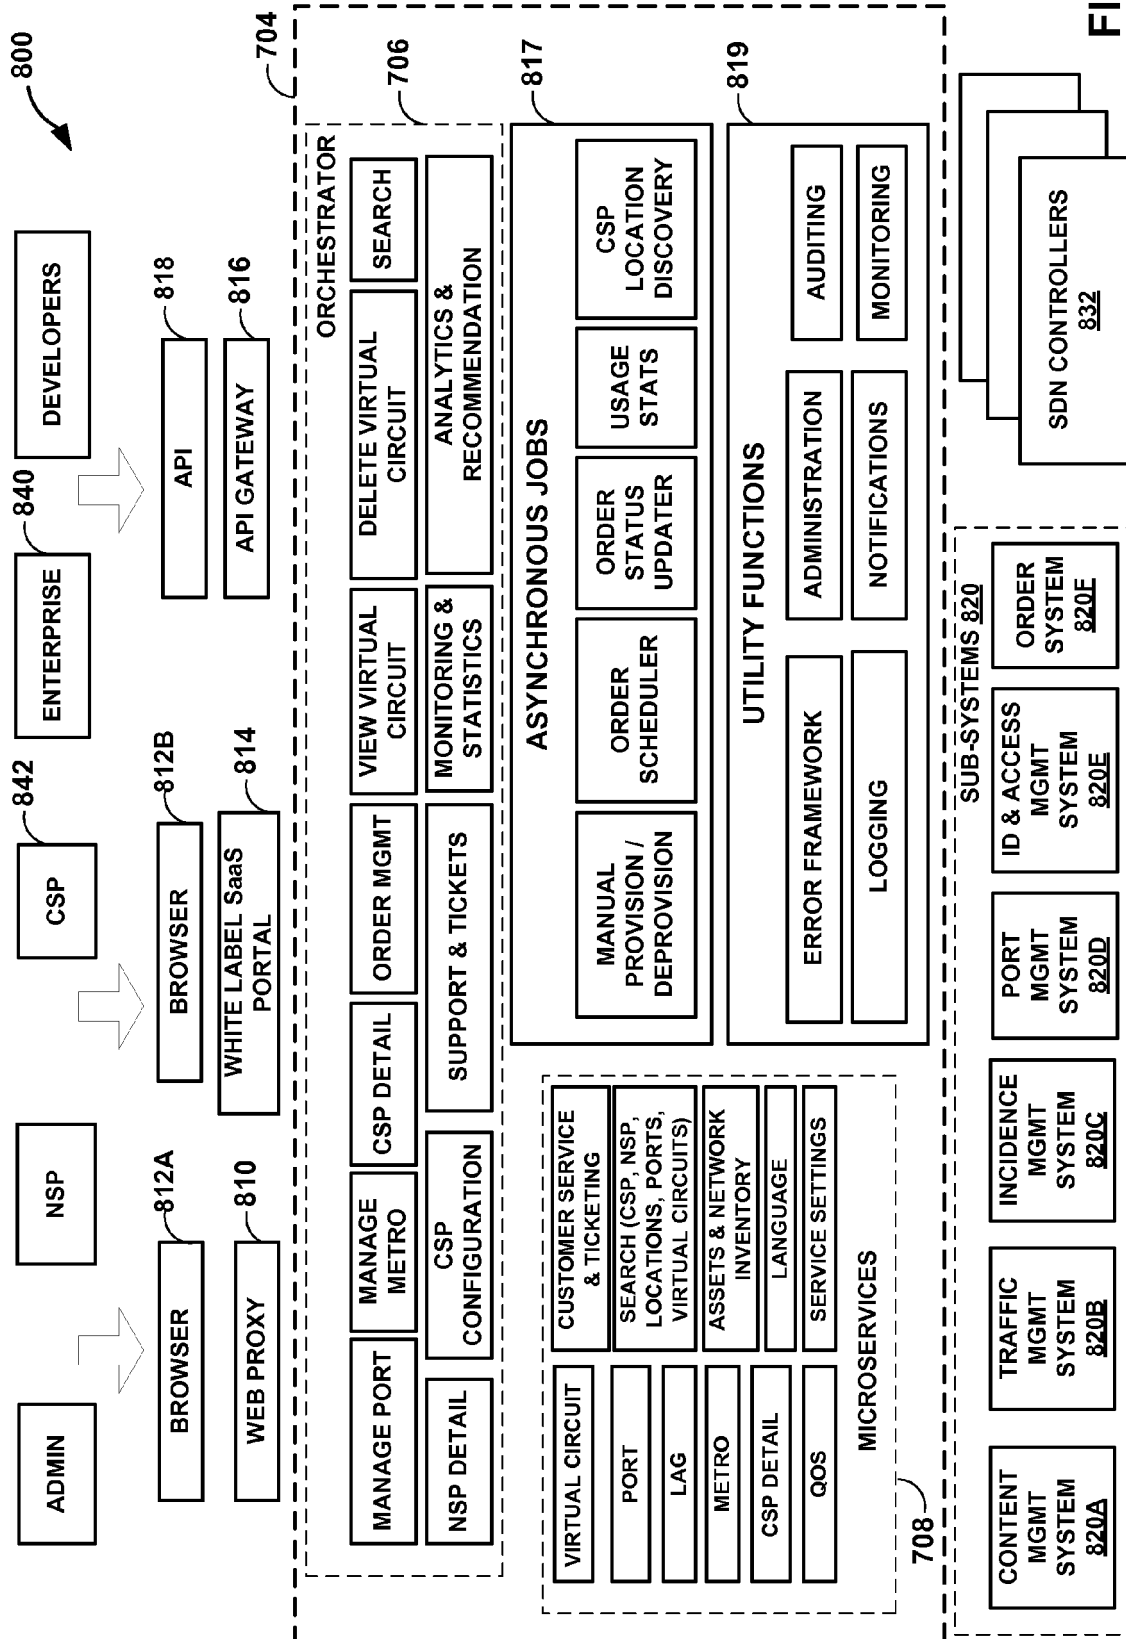 800
ADMIN
NSP
CSP
842
ENTERPRISE
840
DEVELOPERS
BROWSER
812A
WEB PROXY
810
BROWSER
812B
WHITE LABEL SaaS
PORTAL
814
API
818
API GATEWAY
816
704
ORCHESTRATOR
706
MANAGE PORT
MANAGE
METRO
CSP DETAIL
ORDER MGMT
VIEW VIRTUAL
CIRCUIT
DELETE VIRTUAL
CIRCUIT
SEARCH
NSP DETAIL
CSP
CONFIGURATION
SUPPORT & TICKETS
MONITORING &
STATISTICS
ANALYTICS &
RECOMMENDATION
VIRTUAL CIRCUIT
PORT
LAG
METRO
CSP DETAIL
QOS
CUSTOMER SERVICE
& TICKETING
SEARCH (CSP, NSP,
LOCATIONS, PORTS,
VIRTUAL CIRCUITS)
ASSETS & NETWORK
INVENTORY
LANGUAGE
SERVICE SETTINGS
MICROSERVICES
708
ASYNCHRONOUS JOBS
817
MANUAL
PROVISION /
DEPROVISION
ORDER
SCHEDULER
ORDER
STATUS
UPDATER
USAGE
STATS
CSP
LOCATION
DISCOVERY
UTILITY FUNCTIONS
819
ERROR FRAMEWORK
ADMINISTRATION
AUDITING
LOGGING
NOTIFICATIONS
MONITORING
SUB-SYSTEMS 820
CONTENT
MGMT
SYSTEM
820A
TRAFFIC
MGMT
SYSTEM
820B
INCIDENCE
MGMT
SYSTEM
820C
PORT
MGMT
SYSTEM
820D
ID & ACCESS
MGMT
SYSTEM
820E
ORDER
SYSTEM
820F
SDN CONTROLLERS
832